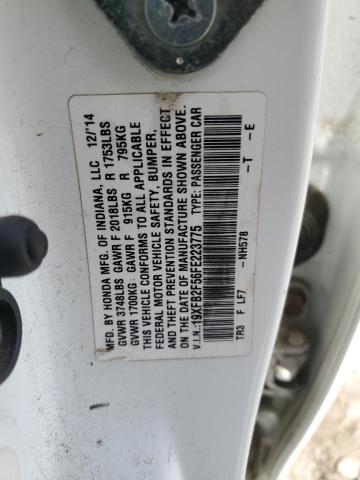 MFD. BY HONDA MFG. OF INDIANA, LLC 12/'14
GVWR 3748LBS GAWR F 2018LBS R 1753LBS
GVWR 1700KG GAWR F 915KG R 795KG
THIS VEHICLE CONFORMS TO ALL APPLICABLE
FEDERAL MOTOR VEHICLE SAFETY, BUMPER,
AND THEFT PREVENTION STANDARDS IN EFFECT
ON THE DATE OF MANUFACTURE SHOWN ABOVE.
V.I.N.:19XFB2F56FE223775 TYPE: PASSENGER CAR
-NH578 -T -E
TR3 F LF7